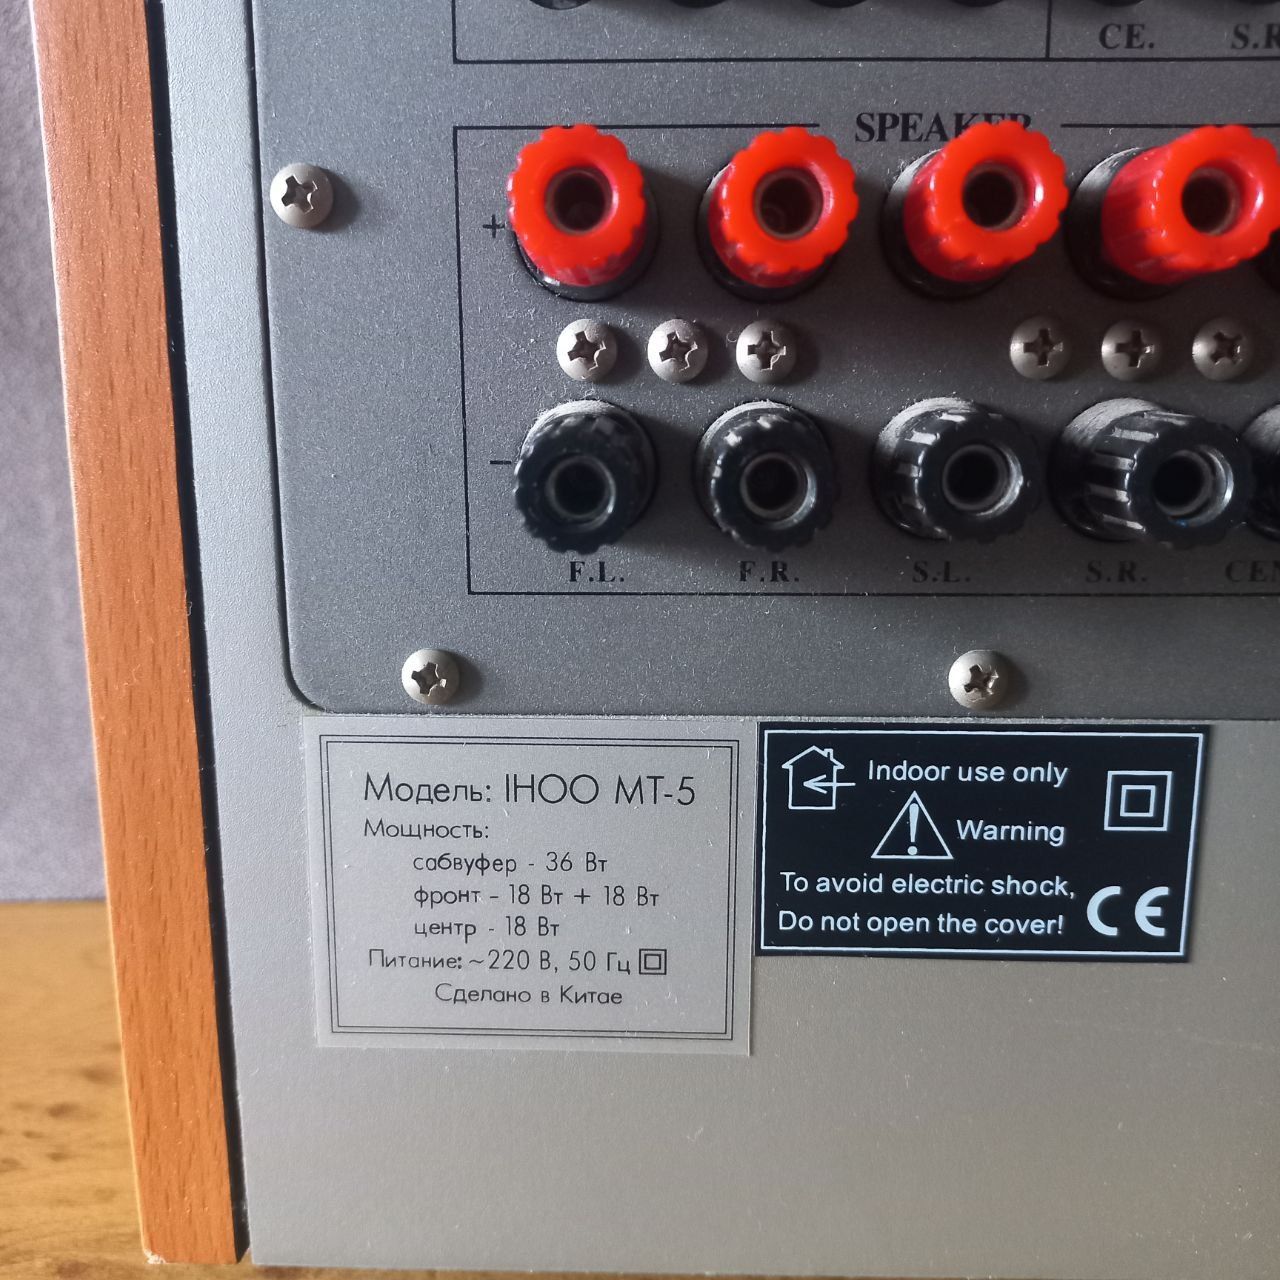 CE. S.R
SPEAKER
+
-
F.L. F.R. S.L. S.R. CEN
Модель: IHOO MT-5
Мощность:
сабвуфер - 36 Вт
фронт - 18 Вт + 18 Вт
центр - 18 Вт
Питание: ~220 В, 50 Гц
Сделано в Китае
Indoor use only
Warning
To avoid electric shock,
Do not open the cover!
CE